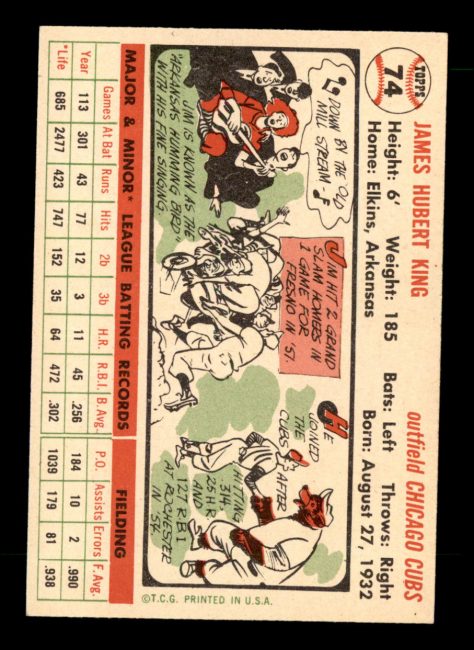 TOPPS
74
JAMES HUBERT KING outfield CHICAGO CUBS
Height: 6' Weight: 185 Bats: Left Throws: Right
Home: Elkins, Arkansas Born: August 27, 1932
DOWN BY THE OLD
MILL STREAM-
JIM IS KNOWN AS THE
"ARKANSAS HUMMING BIRD"
WITH HIS FINE SINGING
JIM HIT 2 GRAND
SLAM HOMERS IN
1 GAME FOR
FRESNO IN '51.
HE
JOINED
THE
CUBS AFTER
HITTING
.314
25 HR
AND
127 RBI
AT ROCHESTER
IN '54.
MAJOR & MINOR* LEAGUE BATTING RECORDS FIELDING
Games At Bat Runs Hits 2b 3b H.R. R.B.I. B.Avg. P.O. Assists Errors F.Avg.
Year 113 301 43 77 12 3 11 45 .256 184 10 2 .990
*Life 685 2477 423 747 152 35 64 472 .302 1039 179 81 .938
©T.C.G. PRINTED IN U.S.A.